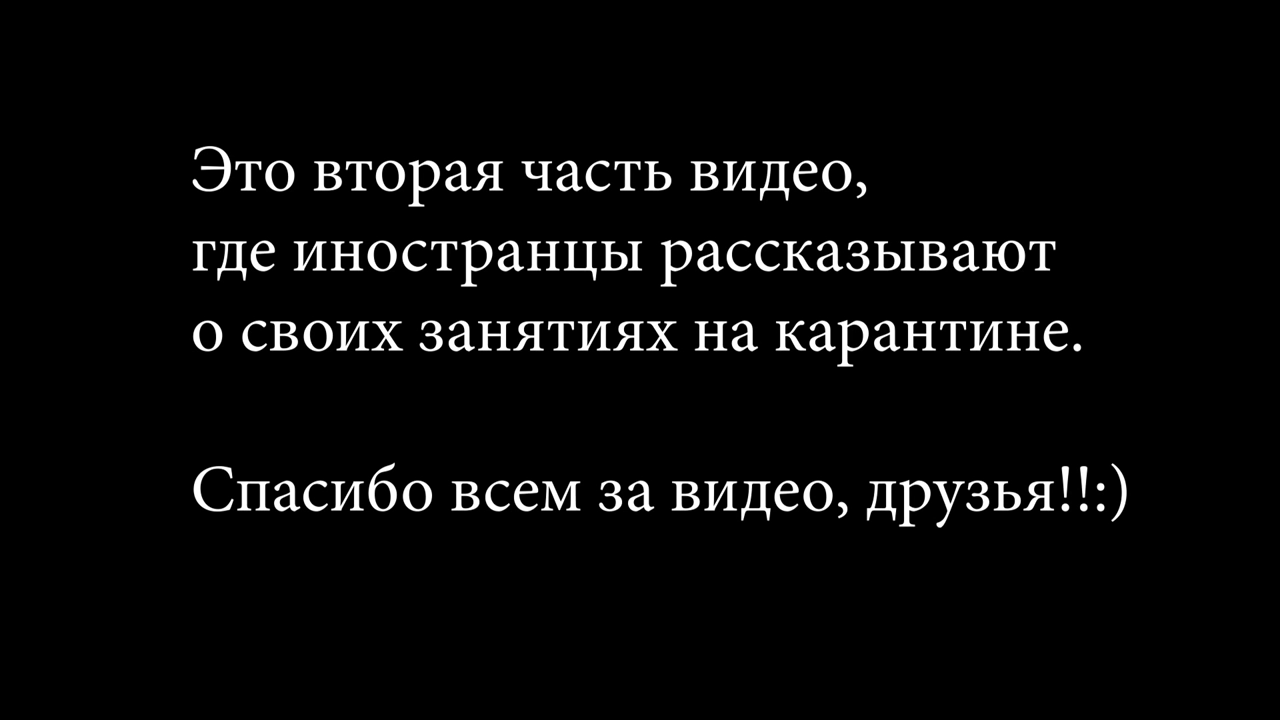 Это вторая часть видео,
где иностранцы рассказывают
о своих занятиях на карантине.
Спасибо всем за видео, друзья!!:)